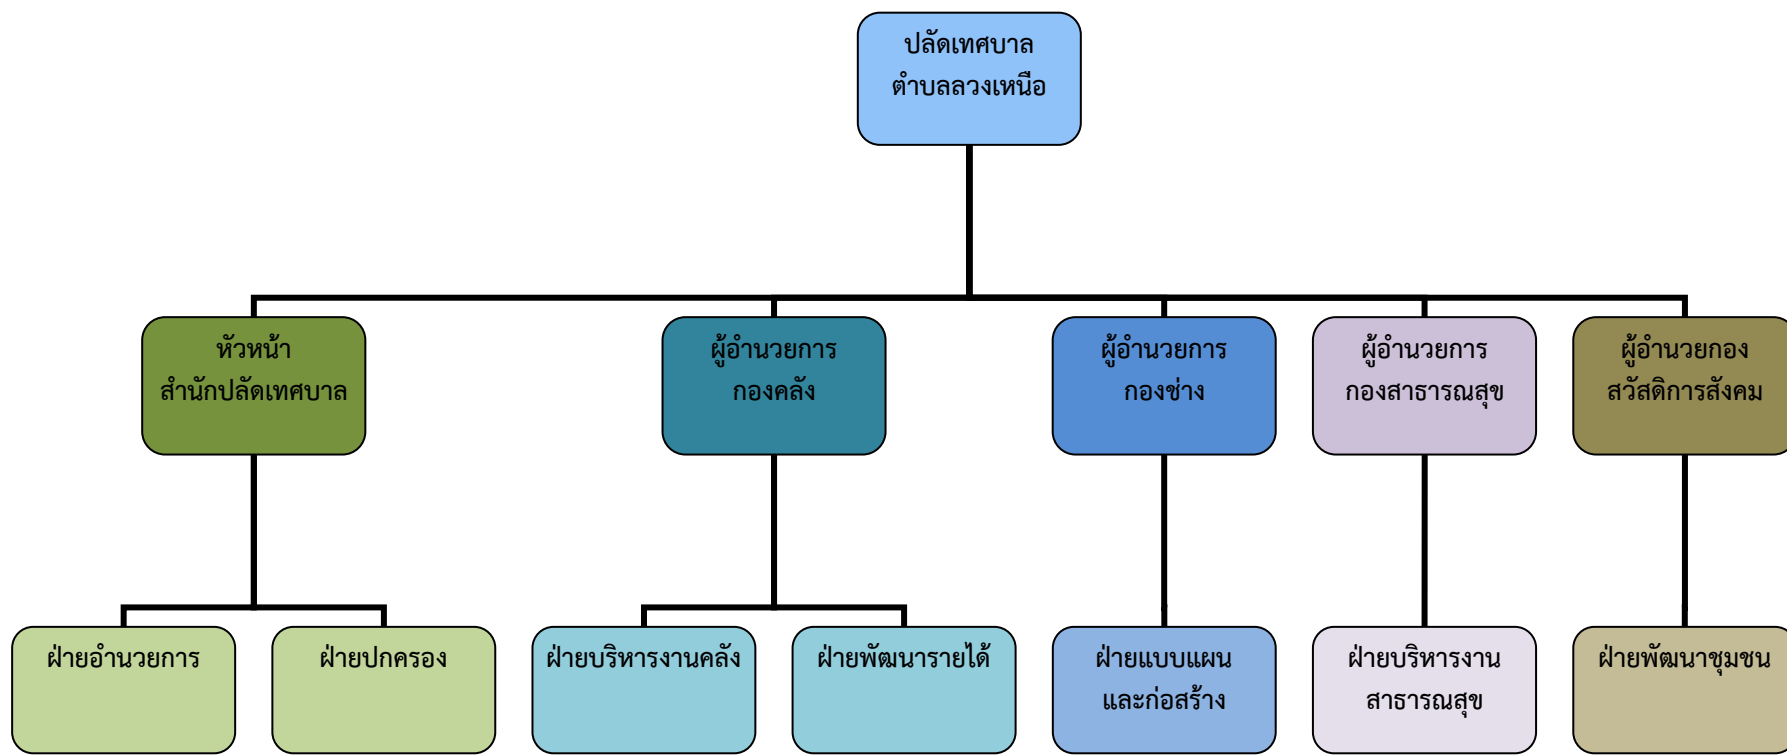 ปลัดเทศบาล
ตำบลลวงเหนือ
หัวหน้า
สำนักปลัดเทศบาล
ผู้อำนวยการ
กองคลัง
ผู้อำนวยการ
กองช่าง
ผู้อำนวยการ
กองสาธารณสุข
ผู้อำนวยกอง
สวัสดิการสังคม
ฝ่ายอำนวยการ
ฝ่ายปกครอง
ฝ่ายบริหารงานคลัง
ฝ่ายพัฒนารายได้
ฝ่ายแบบแผน
และก่อสร้าง
ฝ่ายบริหารงาน
สาธารณสุข
ฝ่ายพัฒนาชุมชน